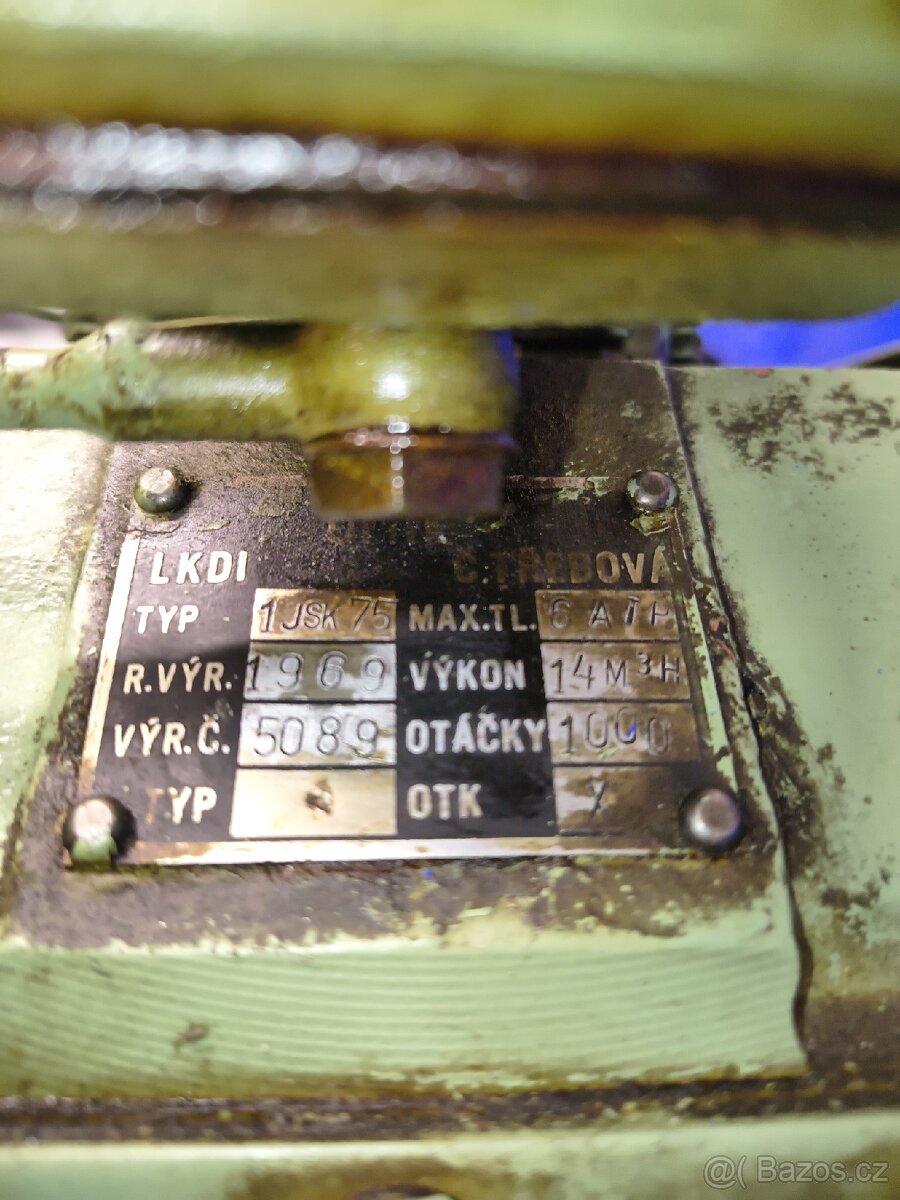 LKDI Č.TŘEBOVÁ
TYP 1JSK75 MAX.TL. 6 ATP
R.VÝR. 1969 VÝKON 14M³H
VÝR.Č. 5089 OTÁČKY 1000
TYP OTK
@( Bazos.cz